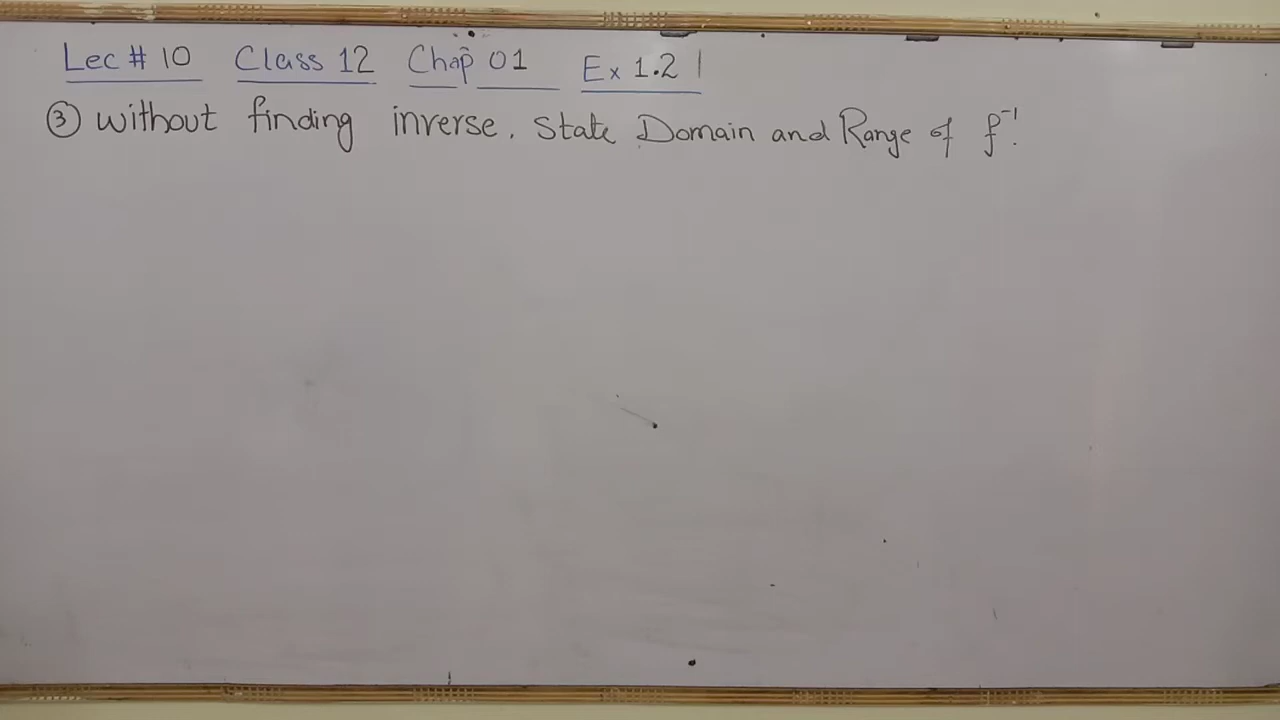 Lec # 10 Class 12 Chap 01 Ex 1.2 |
③ without finding inverse. State Domain and Range of f⁻¹.